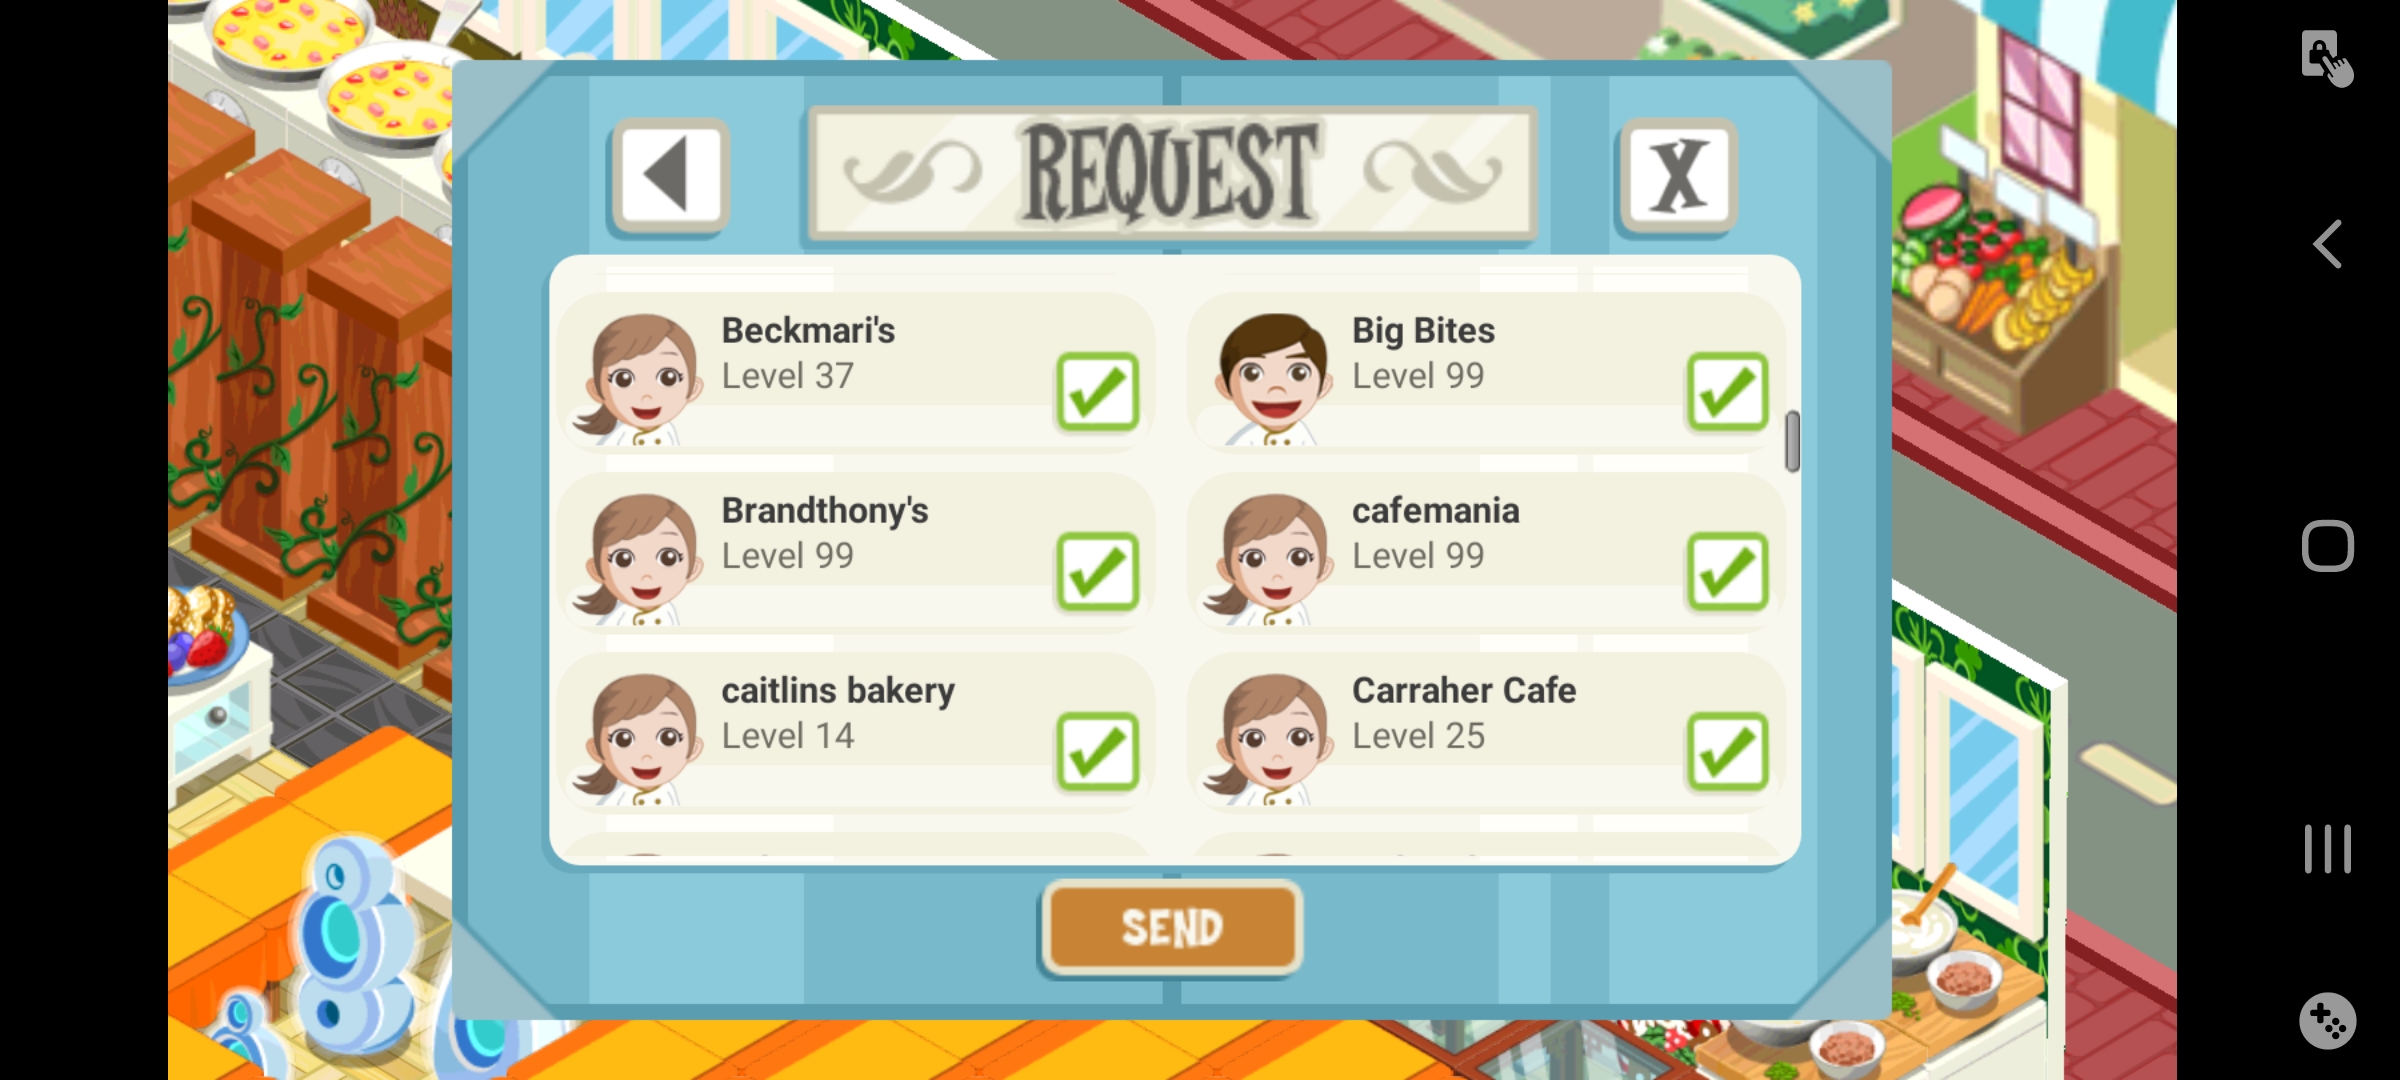 REQUEST
X
Beckmari's
Level 37
Big Bites
Level 99
Brandthony's
Level 99
cafemania
Level 99
caitlins bakery
Level 14
Carraher Cafe
Level 25
SEND